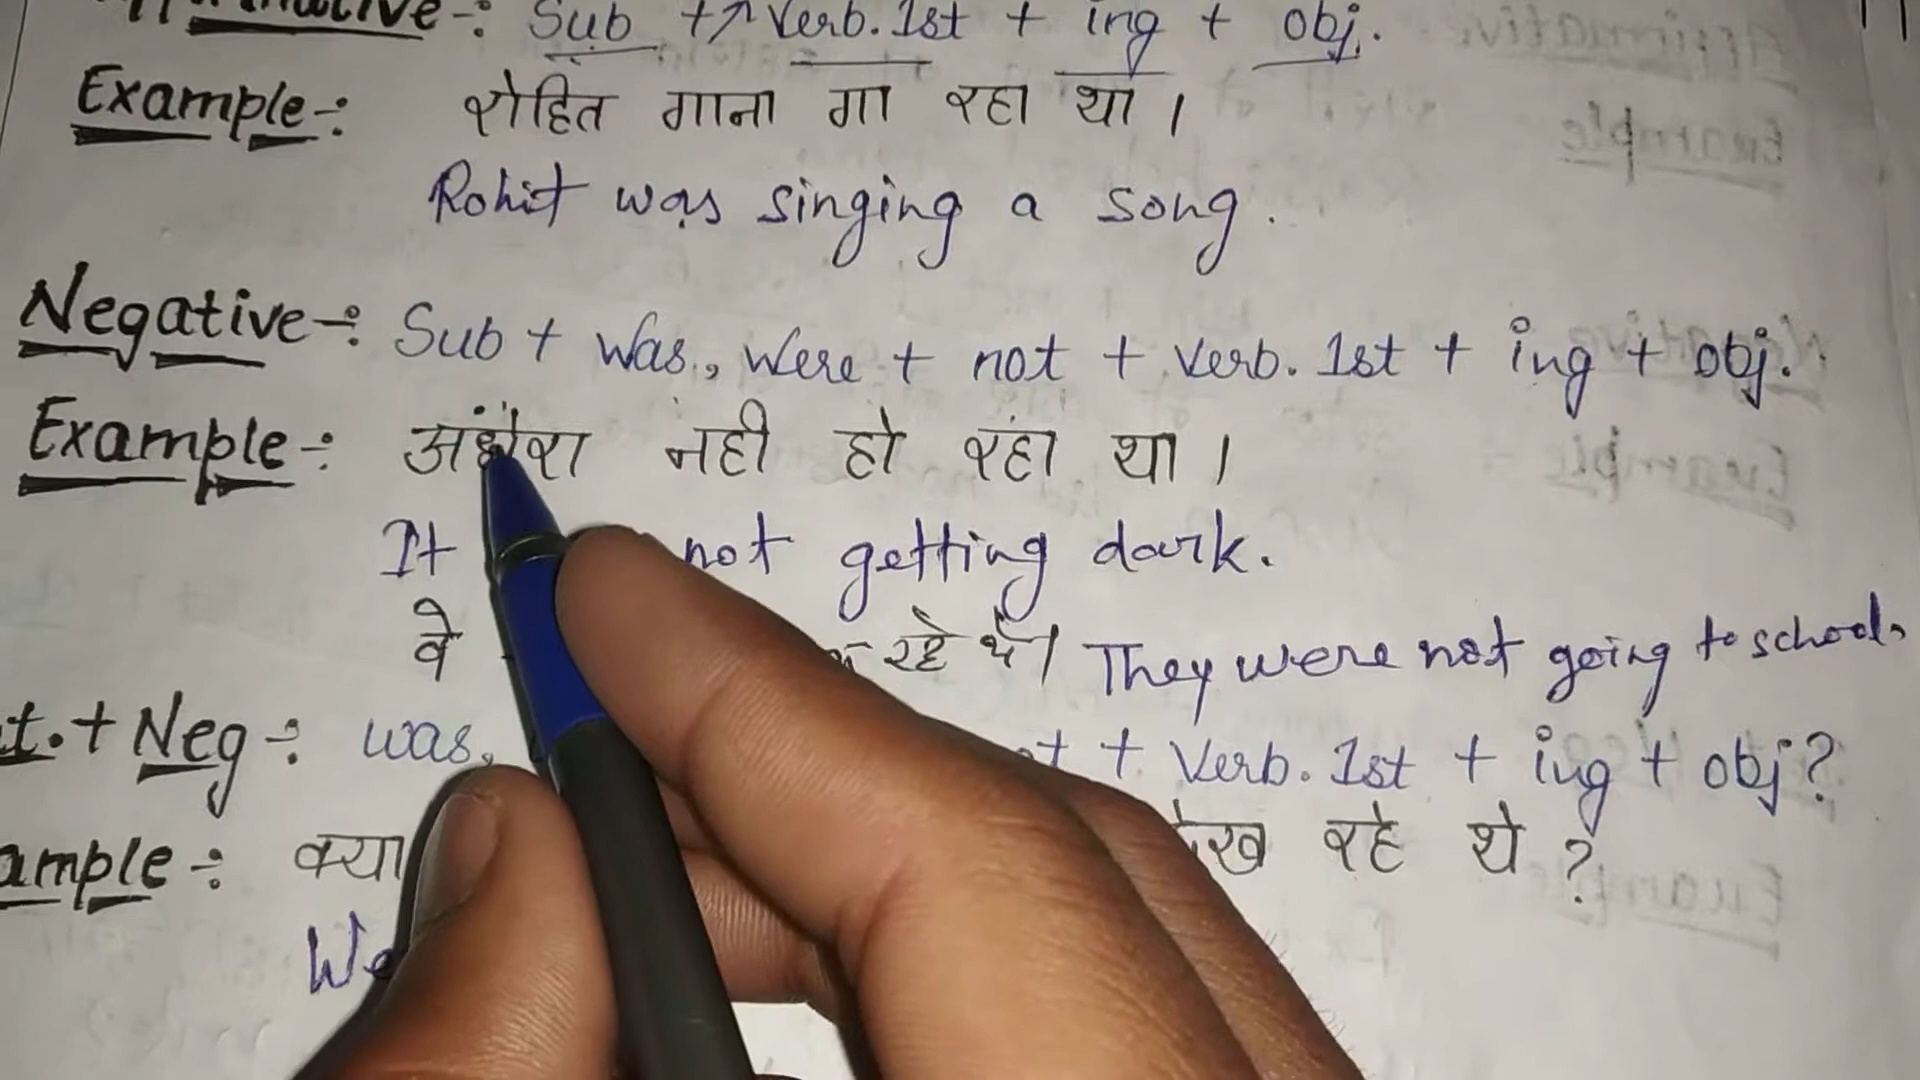 Sub + Verb. 1st + ing + obj.
Example-: रोहित गाना गा रहा था ।
Rohit was singing a song.
Negative-: Sub + was, were + not + verb. 1st + ing + obj.
Example-: अंधेरा नही हो रहा था ।
It not getting dark.
वे रहे थे। They were not going to school.
+ Neg-: was, + Verb. 1st + ing + obj?
क्या रहे थे ?